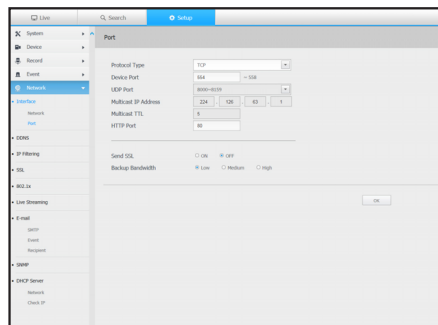 Live
Search
Setup
System
Device
Record
Event
Network
Interface
Network
Port
DDNS
IP Filtering
SSL
802.1x
Live Streaming
E-mail
SMTP
Event
Recipient
SNMP
DHCP Server
Network
Check IP
Port
Protocol Type TCP
Device Port 554 ~ 558
UDP Port 8000~8159
Multicast IP Address 224 . 126 . 63 . 1
Multicast TTL 5
HTTP Port 80
Send SSL ON OFF
Backup Bandwidth Low Medium High
OK